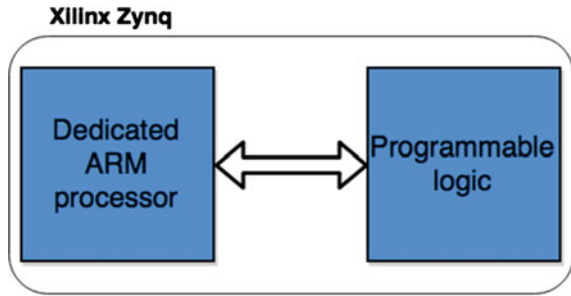 Xilinx Zynq
Dedicated
ARM
processor
Programmable
logic